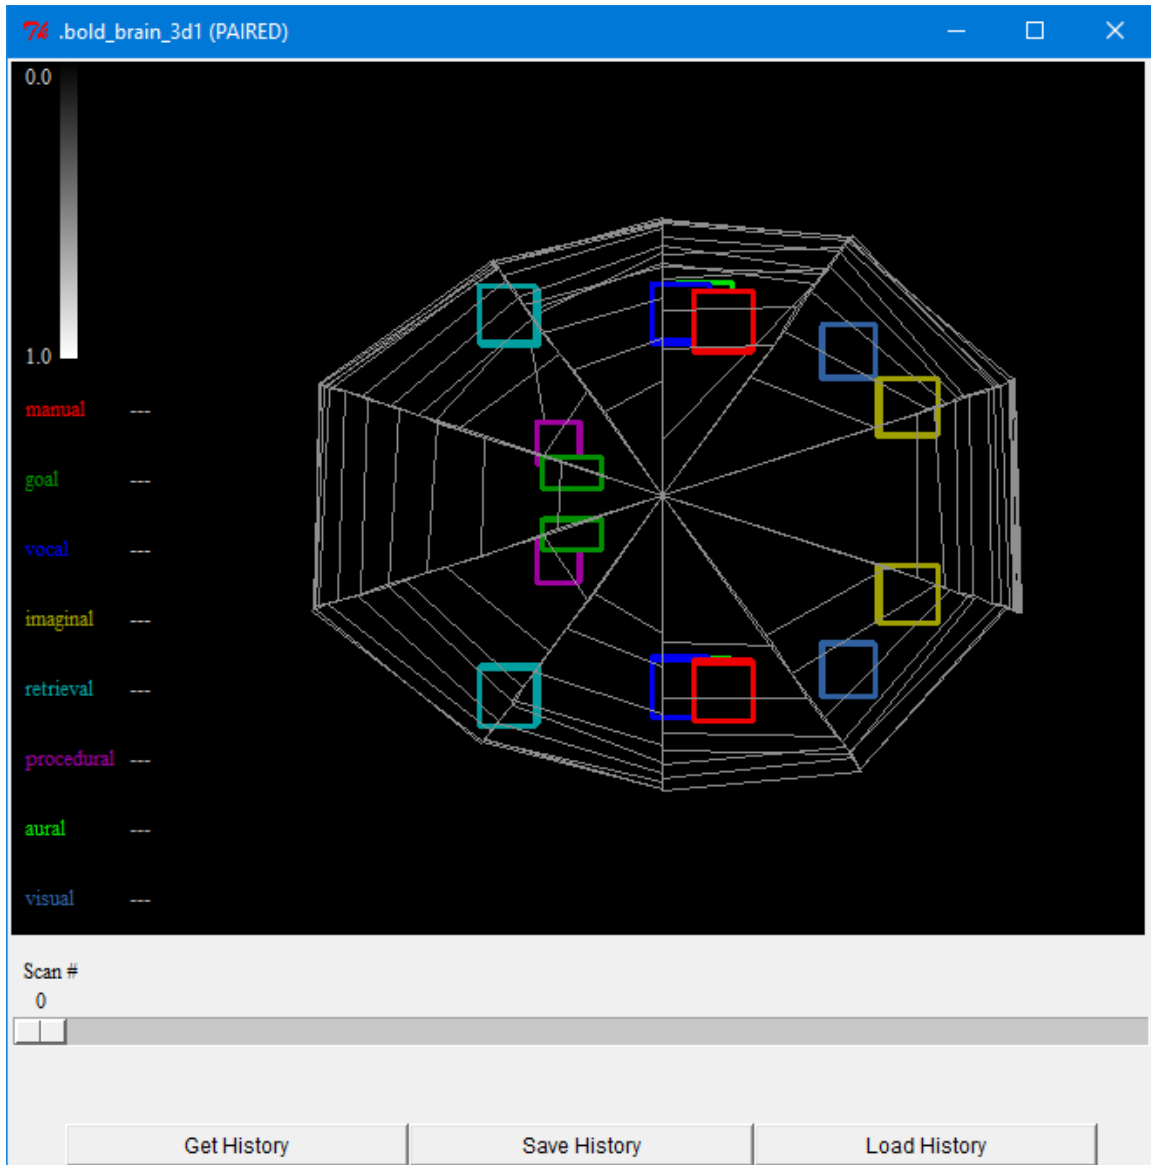 .bold_brain_3d1 (PAIRED)
0.0
1.0
manual ---
goal ---
vocal ---
imaginal ---
retrieval ---
procedural ---
aural ---
visual ---
Scan #
0
Get History Save History Load History